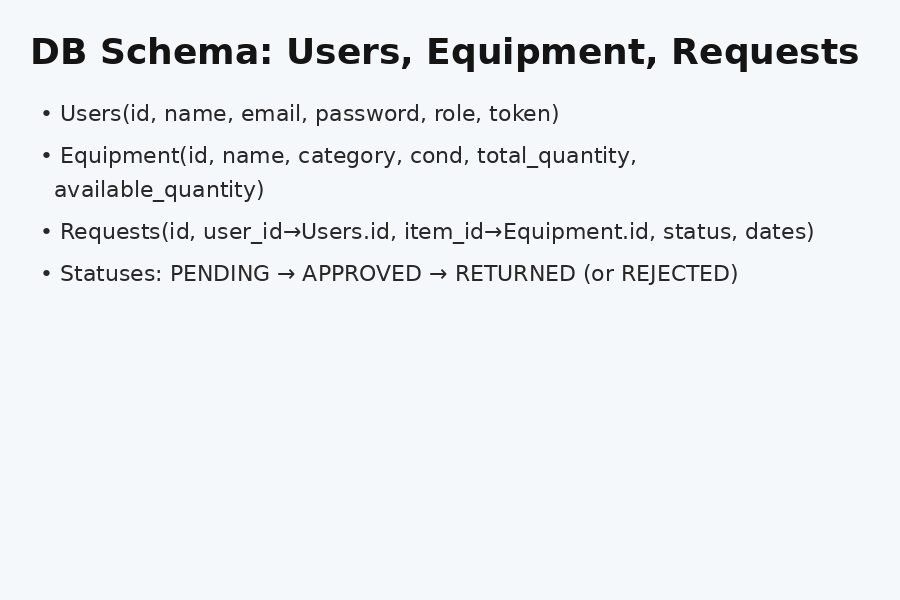 DB Schema: Users, Equipment, Requests
• Users(id, name, email, password, role, token)
• Equipment(id, name, category, cond, total_quantity,
available_quantity)
• Requests(id, user_id→Users.id, item_id→Equipment.id, status, dates)
• Statuses: PENDING → APPROVED → RETURNED (or REJECTED)